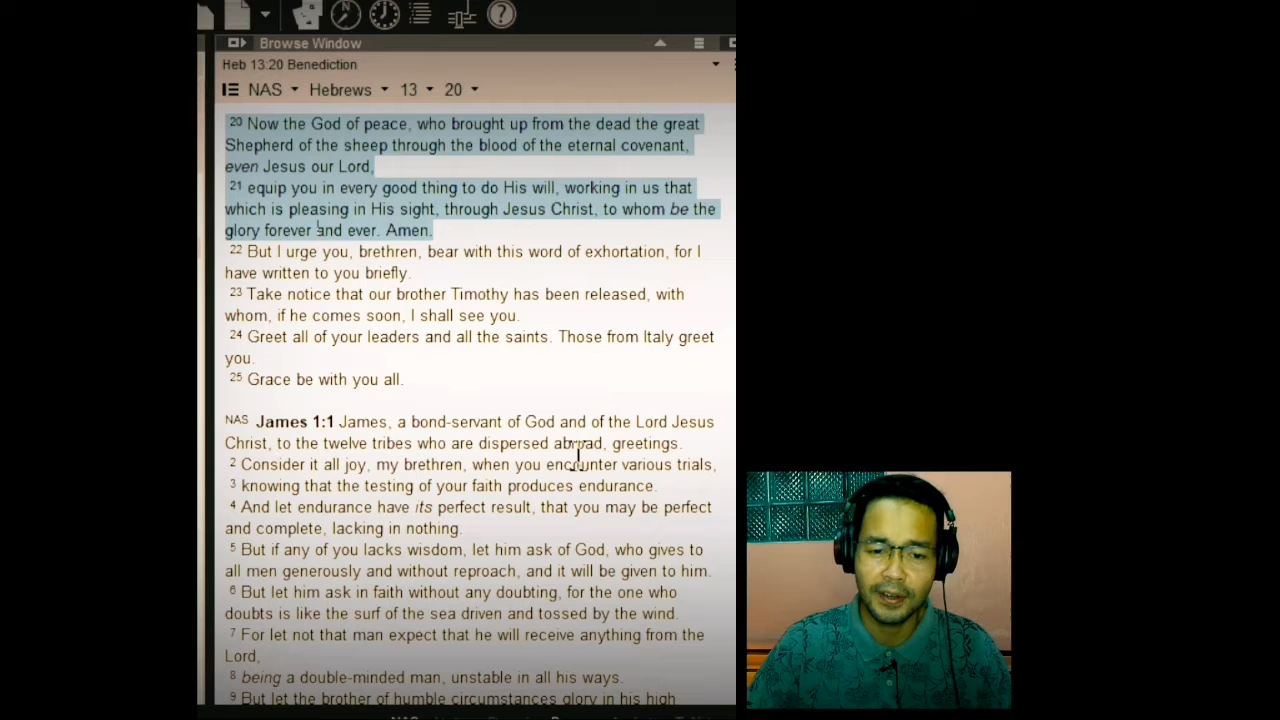 Browse Window
Heb 13:20 Benediction
NAS Hebrews 13 20
20 Now the God of peace, who brought up from the dead the great
Shepherd of the sheep through the blood of the eternal covenant,
even Jesus our Lord,
21 equip you in every good thing to do His will, working in us that
which is pleasing in His sight, through Jesus Christ, to whom be the
glory forever and ever. Amen.
22 But I urge you, brethren, bear with this word of exhortation, for I
have written to you briefly.
23 Take notice that our brother Timothy has been released, with
whom, if he comes soon, I shall see you.
24 Greet all of your leaders and all the saints. Those from Italy greet
you.
25 Grace be with you all.
NAS James 1:1 James, a bond-servant of God and of the Lord Jesus
Christ, to the twelve tribes who are dispersed abroad, greetings.
2 Consider it all joy, my brethren, when you encounter various trials,
3 knowing that the testing of your faith produces endurance.
4 And let endurance have its perfect result, that you may be perfect
and complete, lacking in nothing.
5 But if any of you lacks wisdom, let him ask of God, who gives to
all men generously and without reproach, and it will be given to him.
6 But let him ask in faith without any doubting, for the one who
doubts is like the surf of the sea driven and tossed by the wind.
7 For let not that man expect that he will receive anything from the
Lord,
8 being a double-minded man, unstable in all his ways.
9 But let the brother of humble circumstances glory in his high